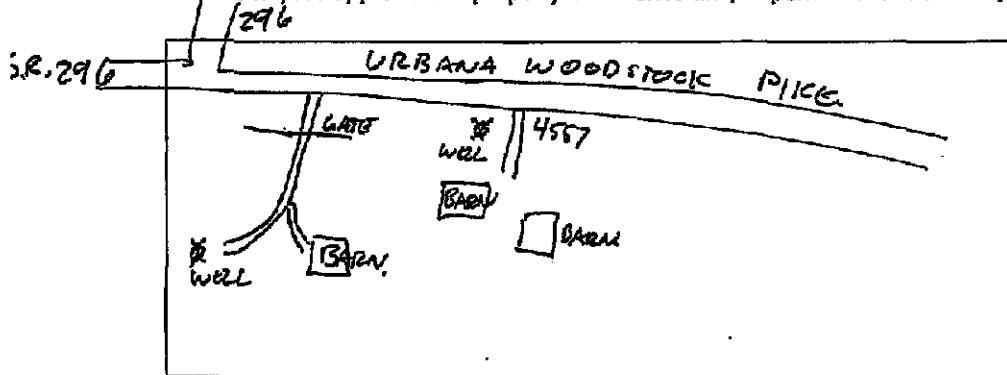 296
S.R. 296
URBANA WOODSTOCK PIKE
GATE
WELL
4557
BARN
BARN
WELL
BARN.